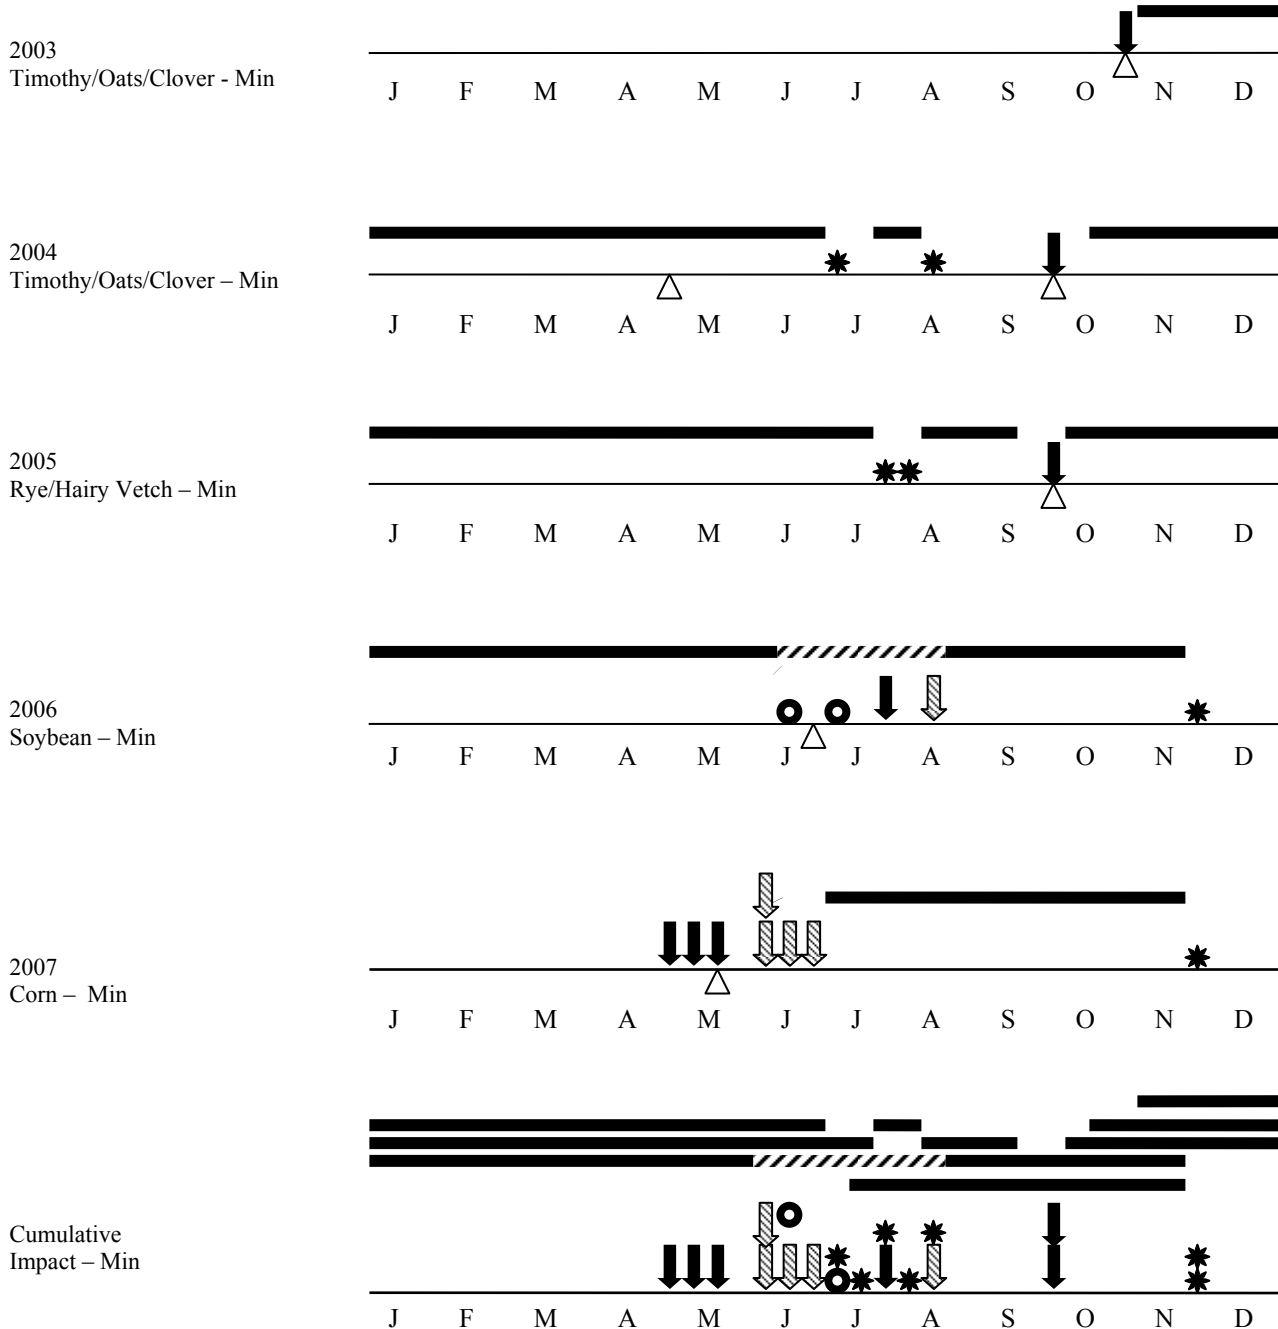 2003
Timothy/Oats/Clover - Min
J F M A M J J A S O N D
2004
Timothy/Oats/Clover – Min
J F M A M J J A S O N D
2005
Rye/Hairy Vetch – Min
J F M A M J J A S O N D
2006
Soybean – Min
J F M A M J J A S O N D
2007
Corn – Min
J F M A M J J A S O N D
Cumulative
Impact – Min
J F M A M J J A S O N D